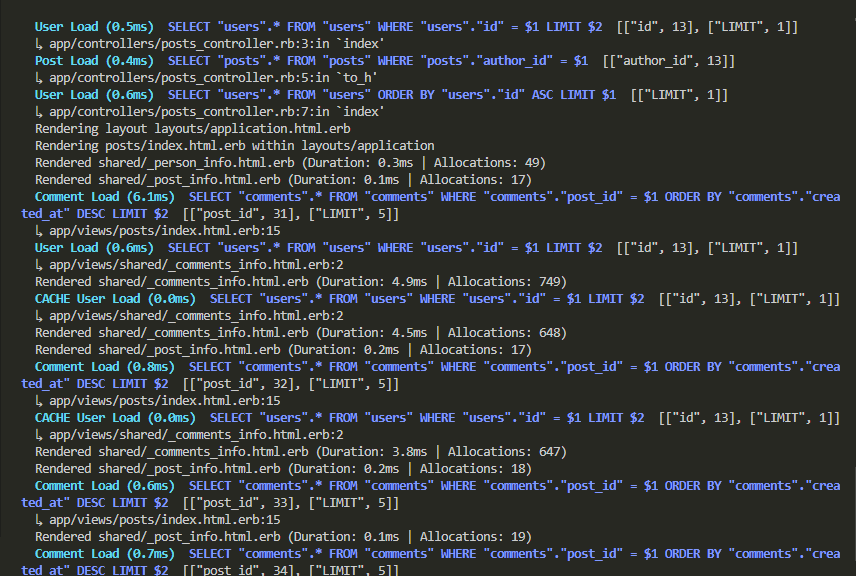 User Load (0.5ms)  SELECT "users".* FROM "users" WHERE "users"."id" = $1 LIMIT $2  [["id", 13], ["LIMIT", 1]]
↳ app/controllers/posts_controller.rb:3:in `index'
Post Load (0.4ms)  SELECT "posts".* FROM "posts" WHERE "posts"."author_id" = $1  [["author_id", 13]]
↳ app/controllers/posts_controller.rb:5:in `to_h'
User Load (0.6ms)  SELECT "users".* FROM "users" ORDER BY "users"."id" ASC LIMIT $1  [["LIMIT", 1]]
↳ app/controllers/posts_controller.rb:7:in `index'
Rendering layout layouts/application.html.erb
Rendering posts/index.html.erb within layouts/application
Rendered shared/_person_info.html.erb (Duration: 0.3ms | Allocations: 49)
Rendered shared/_post_info.html.erb (Duration: 0.1ms | Allocations: 17)
Comment Load (6.1ms)  SELECT "comments".* FROM "comments" WHERE "comments"."post_id" = $1 ORDER BY "comments"."crea
ted_at" DESC LIMIT $2  [["post_id", 31], ["LIMIT", 5]]
↳ app/views/posts/index.html.erb:15
User Load (0.6ms)  SELECT "users".* FROM "users" WHERE "users"."id" = $1 LIMIT $2  [["id", 13], ["LIMIT", 1]]
↳ app/views/shared/_comments_info.html.erb:2
Rendered shared/_comments_info.html.erb (Duration: 4.9ms | Allocations: 749)
CACHE User Load (0.0ms)  SELECT "users".* FROM "users" WHERE "users"."id" = $1 LIMIT $2  [["id", 13], ["LIMIT", 1]]
↳ app/views/shared/_comments_info.html.erb:2
Rendered shared/_comments_info.html.erb (Duration: 4.5ms | Allocations: 648)
Rendered shared/_post_info.html.erb (Duration: 0.2ms | Allocations: 17)
Comment Load (0.8ms)  SELECT "comments".* FROM "comments" WHERE "comments"."post_id" = $1 ORDER BY "comments"."crea
ted_at" DESC LIMIT $2  [["post_id", 32], ["LIMIT", 5]]
↳ app/views/posts/index.html.erb:15
CACHE User Load (0.0ms)  SELECT "users".* FROM "users" WHERE "users"."id" = $1 LIMIT $2  [["id", 13], ["LIMIT", 1]]
↳ app/views/shared/_comments_info.html.erb:2
Rendered shared/_comments_info.html.erb (Duration: 3.8ms | Allocations: 647)
Rendered shared/_post_info.html.erb (Duration: 0.2ms | Allocations: 18)
Comment Load (0.6ms)  SELECT "comments".* FROM "comments" WHERE "comments"."post_id" = $1 ORDER BY "comments"."crea
ted_at" DESC LIMIT $2  [["post_id", 33], ["LIMIT", 5]]
↳ app/views/posts/index.html.erb:15
Rendered shared/_post_info.html.erb (Duration: 0.1ms | Allocations: 19)
Comment Load (0.7ms)  SELECT "comments".* FROM "comments" WHERE "comments"."post_id" = $1 ORDER BY "comments"."crea
ted_at" DESC LIMIT $2  [["post_id", 34], ["LIMIT", 5]]